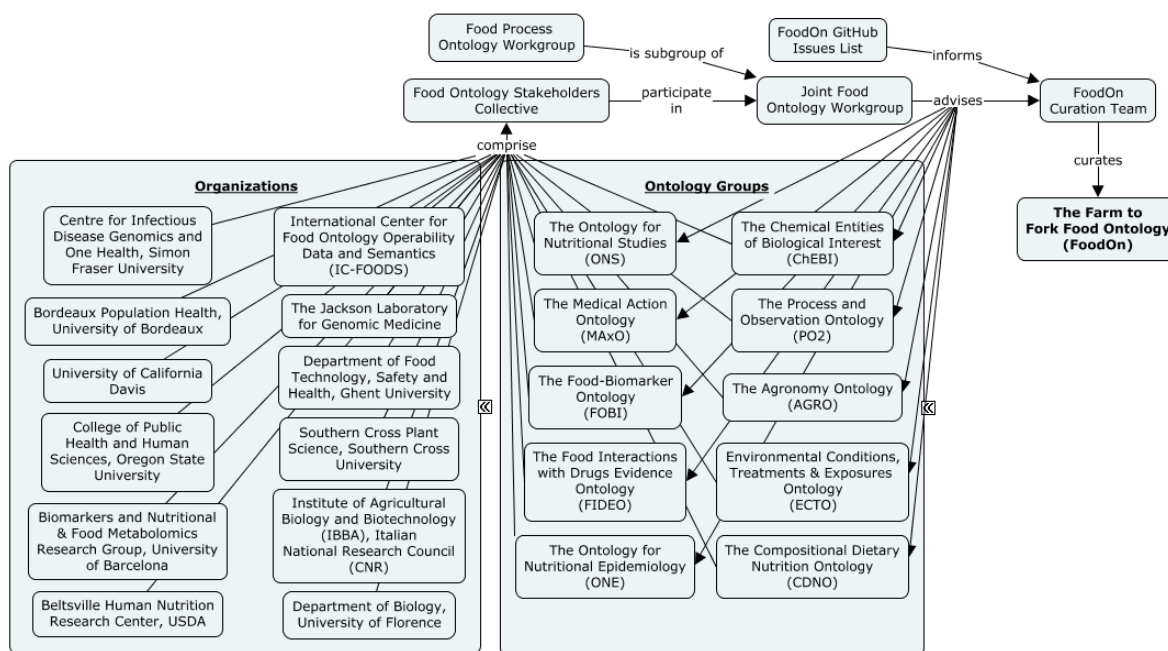 Food Process
Ontology Workgroup
FoodOn GitHub
Issues List
is subgroup of
informs
Food Ontology Stakeholders
Collective
participate
in
Joint Food
Ontology Workgroup
advises
FoodOn
Curation Team
comprise
curates
The Farm to
Fork Food Ontology
(FoodOn)
Organizations
Centre for Infectious
Disease Genomics and
One Health, Simon
Fraser University
International Center for
Food Ontology Operability
Data and Semantics
(IC-FOODS)
Bordeaux Population Health,
University of Bordeaux
The Jackson Laboratory
for Genomic Medicine
University of California
Davis
Department of Food
Technology, Safety and
Health, Ghent University
College of Public
Health and Human
Sciences, Oregon State
University
Southern Cross Plant
Science, Southern Cross
University
Biomarkers and Nutritional
& Food Metabolomics
Research Group, University
of Barcelona
Institute of Agricultural
Biology and Biotechnology
(IBBA), Italian
National Research Council
(CNR)
Beltsville Human Nutrition
Research Center, USDA
Department of Biology,
University of Florence
Ontology Groups
The Ontology for
Nutritional Studies
(ONS)
The Chemical Entities
of Biological Interest
(ChEBI)
The Medical Action
Ontology
(MAxO)
The Process and
Observation Ontology
(PO2)
The Food-Biomarker
Ontology
(FOBI)
The Agronomy Ontology
(AGRO)
The Food Interactions
with Drugs Evidence
Ontology
(FIDEO)
Environmental Conditions,
Treatments & Exposures
Ontology
(ECTO)
The Ontology for
Nutritional Epidemiology
(ONE)
The Compositional Dietary
Nutrition Ontology
(CDNO)